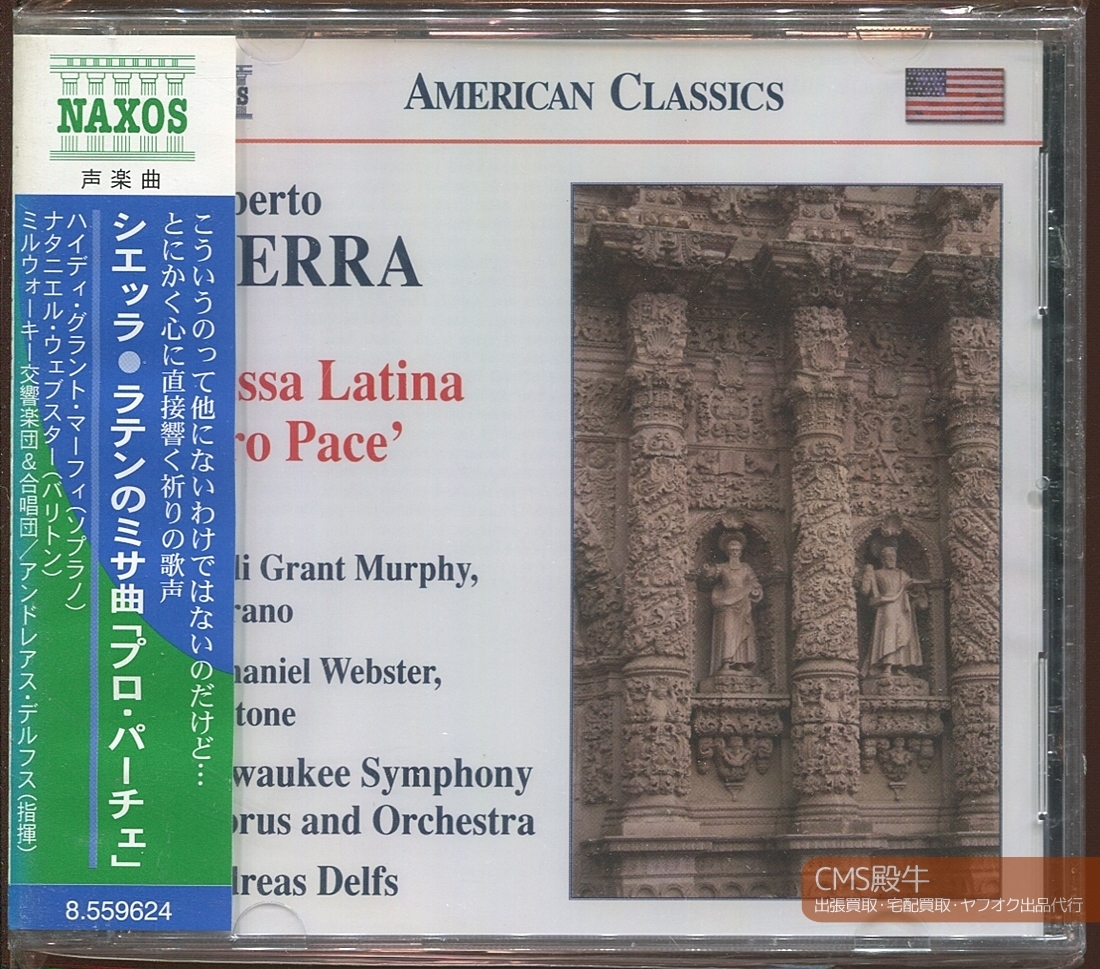 NAXOS
声楽曲
こういうのって他にないわけではないのだけど…
とにかく心に直接響く祈りの歌声
シエッラ●ラテンのミサ曲「プロ・パーチェ」
ハイディ・グラント・マーフィ(ソプラノ)
ナタニエル・ウェブスター(バリトン)
ミルウォーキー交響楽団&合唱団/アンドレアス・デルフス(指揮)
8.559624
S
AMERICAN CLASSICS
berto
ERRA
ssa Latina
ro Pace’
li Grant Murphy,
rano
naniel Webster,
tone
waukee Symphony
orus and Orchestra
dreas Delfs
CMS殿牛
出張買取・宅配買取・ヤフオク出品代行